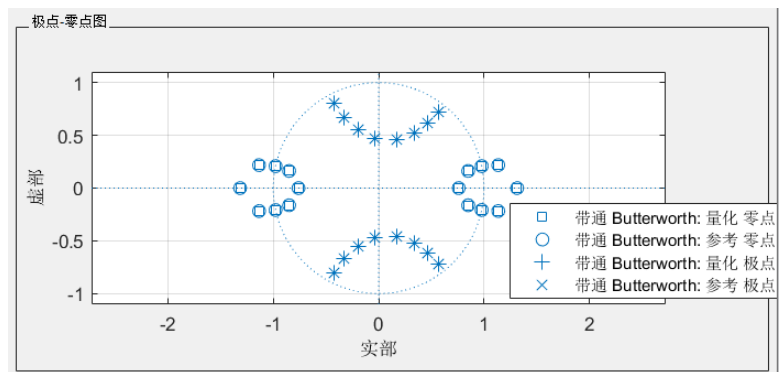 极点-零点图
1
0.5
0
-0.5
-1
虚部
-2
-1
0
1
2
实部
带通 Butterworth: 量化 零点
带通 Butterworth: 参考 零点
带通 Butterworth: 量化 极点
带通 Butterworth: 参考 极点